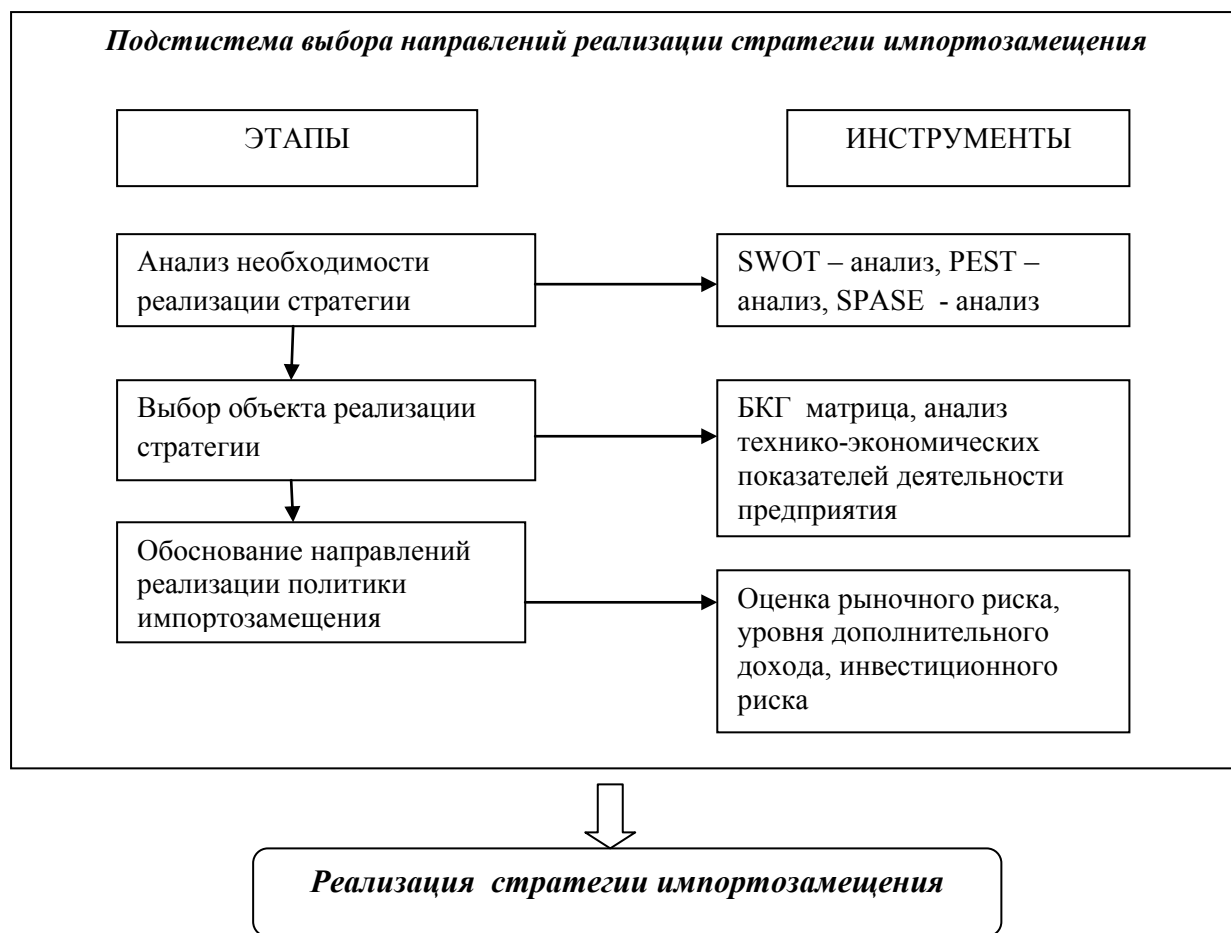 Подстистема выбора направлений реализации стратегии импортозамещения
ЭТАПЫ
ИНСТРУМЕНТЫ
Анализ необходимости
реализации стратегии
SWOT – анализ, PEST –
анализ, SPASE - анализ
Выбор объекта реализации
стратегии
БКГ матрица, анализ
технико-экономических
показателей деятельности
предприятия
Обоснование направлений
реализации политики
импортозамещения
Оценка рыночного риска,
уровня дополнительного
дохода, инвестиционного
риска
Реализация стратегии импортозамещения